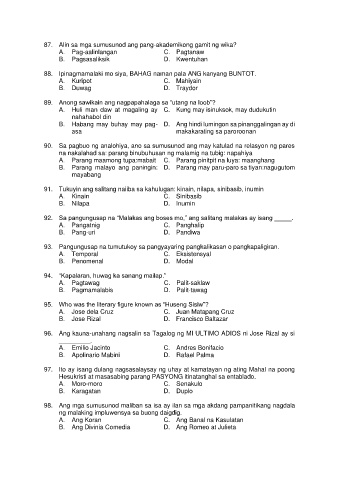 87. Alin sa mga sumusunod ang pang-akademikong gamit ng wika?
A. Pag-aalinlangan C. Pagtanaw
B. Pagsasaliksik D. Kwentuhan
88. Ipinagmamalaki mo siya, BAHAG naman pala ANG kanyang BUNTOT.
A. Kuripot C. Mahiyain
B. Duwag D. Traydor
89. Anong sawikain ang nagpapahalaga sa "utang na loob"?
A. Huli man daw at magaling ay C. Kung may isinuksok, may dudukutin
nahahabol din
B. Habang may buhay may pag- D. Ang hindi lumingon sa pinanggalingan ay di
asa makakarating sa paroroonan
90. Sa pagbuo ng analohiya, ano sa sumusunod ang may katulad na relasyon ng pares
na nakalahad sa: parang binubuhusan ng malamig na tubig: napahiya
A. Parang maamong tupa:mabait C. Parang pinitpit na luya: maanghang
B. Parang malayo ang paningin: D. Parang may paru-paro sa tiyan:nagugutom
mayabang
91. Tukuyin ang salitang naliba sa kahulugan: kinain, nilapa, sinibasib, inumin
A. Kinain C. Sinibasib
B. Nilapa D. Inumin
92. Sa pangungusap na "Malakas ang boses mo," ang salitang malakas ay isang _____.
A. Pangatnig C. Panghalip
B. Pang-uri D. Pandiwa
93. Pangungusap na tumutukoy sa pangyayaring pangkalikasan o pangkapaligiran.
A. Temporal C. Eksistensyal
B. Penomenal D. Modal
94. "Kapalaran, huwag ka sanang mailap."
A. Pagtawag C. Palit-saklaw
B. Pagmamalabis D. Palit-tawag
95. Who was the literary figure known as "Huseng Sisiw"?
A. Jose dela Cruz C. Juan Matapang Cruz
B. Jose Rizal D. Francisco Baltazar
96. Ang kauna-unahang nagsalin sa Tagalog ng MI ULTIMO ADIOS ni Jose Rizal ay si
__________.
A. Emilio Jacinto C. Andres Bonifacio
B. Apolinario Mabini D. Rafael Palma
97. Ito ay isang dulang nagsasalaysay ng uhay at kamatayan ng ating Mahal na poong
Hesukristi at masasabing parang PASYONG itinatanghal sa entablado.
A. Moro-moro C. Senakulo
B. Karagatan D. Duplo
98. Ang inga sumusunod maliban sa isa ay ilan sa mga akdang pampanitikang nagdala
ng malaking impluwensya sa buong daigdig.
A. Ang Koran C. Ang Banal na Kasulatan
B. Ang Divinia Comedia D. Ang Romeo at Julieta